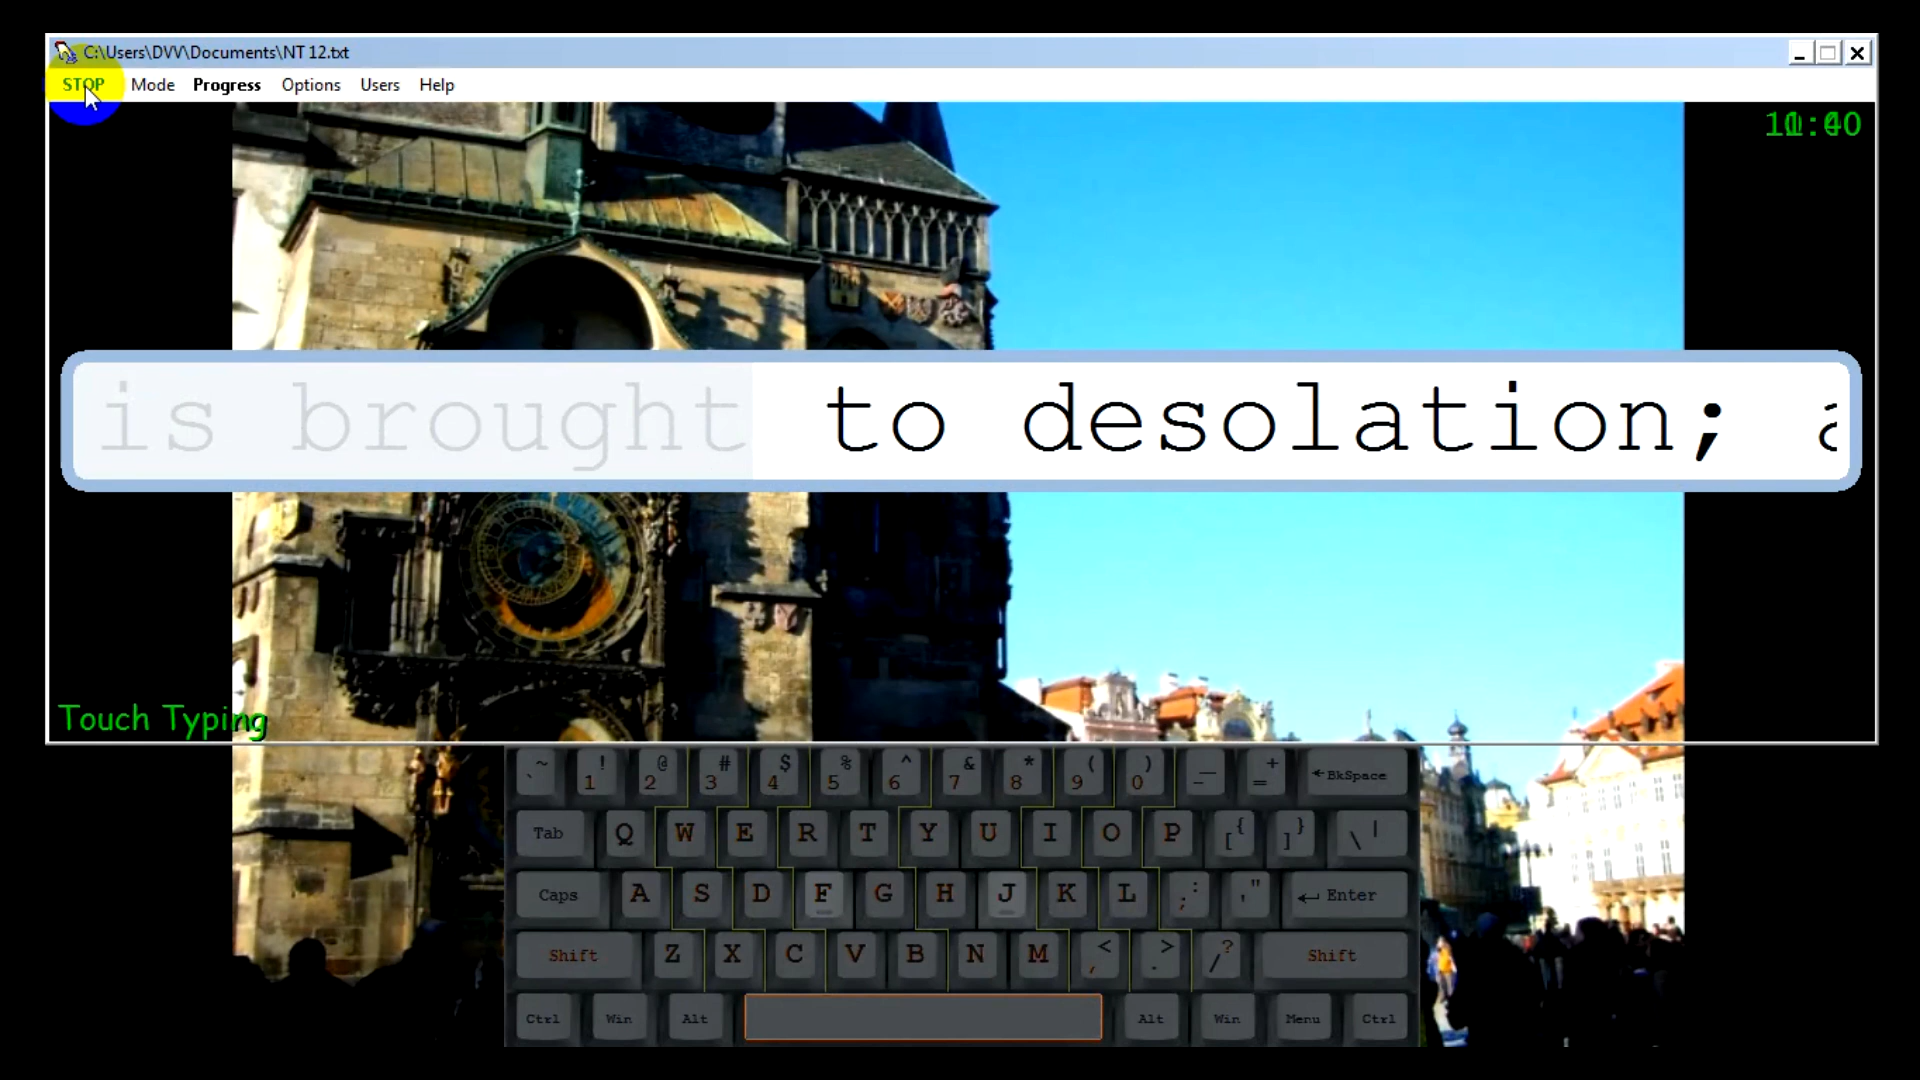 C:\Users\DVV\Documents\NT 12.txt
STOP Mode Progress Options Users Help
is brought to desolation; a
Touch Typing
` ~ 1 ! 2 @ 3 # 4 $ 5 % 6 ^ 7 & 8 * 9 ( 0 ) - _ = + ←BkSpace
Tab Q W E R T Y U I O P [ { ] } \ |
Caps A S D F G H J K L ; : ' " Enter
Shift Z X C V B N M , < . > / ? Shift
Ctrl Win Alt Alt Win Menu Ctrl